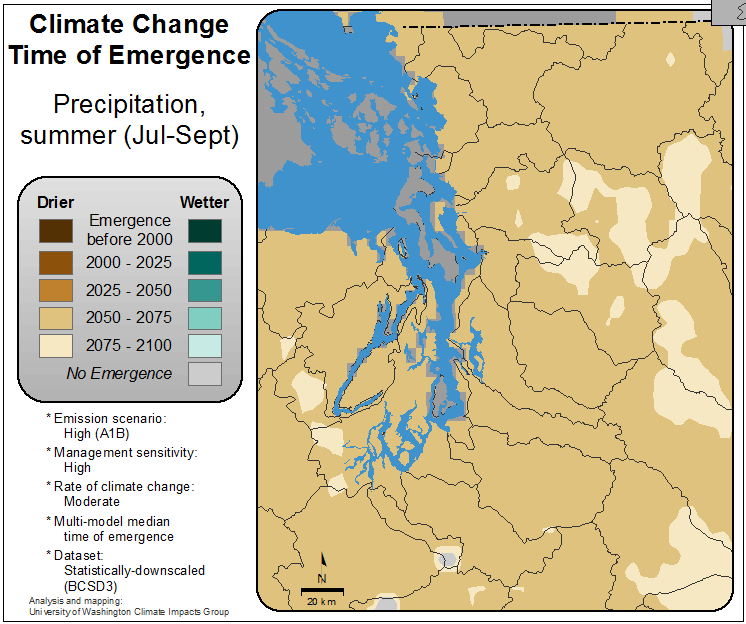 Climate Change
Time of Emergence
Precipitation,
summer (Jul-Sept)
Drier
Wetter
Emergence
before 2000
2000 - 2025
2025 - 2050
2050 - 2075
2075 - 2100
No Emergence
* Emission scenario:
High (A1B)
* Management sensitivity:
High
* Rate of climate change:
Moderate
* Multi-model median
time of emergence
* Dataset:
Statistically-downscaled
(BCSD3)
Analysis and mapping:
University of Washington Climate Impacts Group
N
20 km